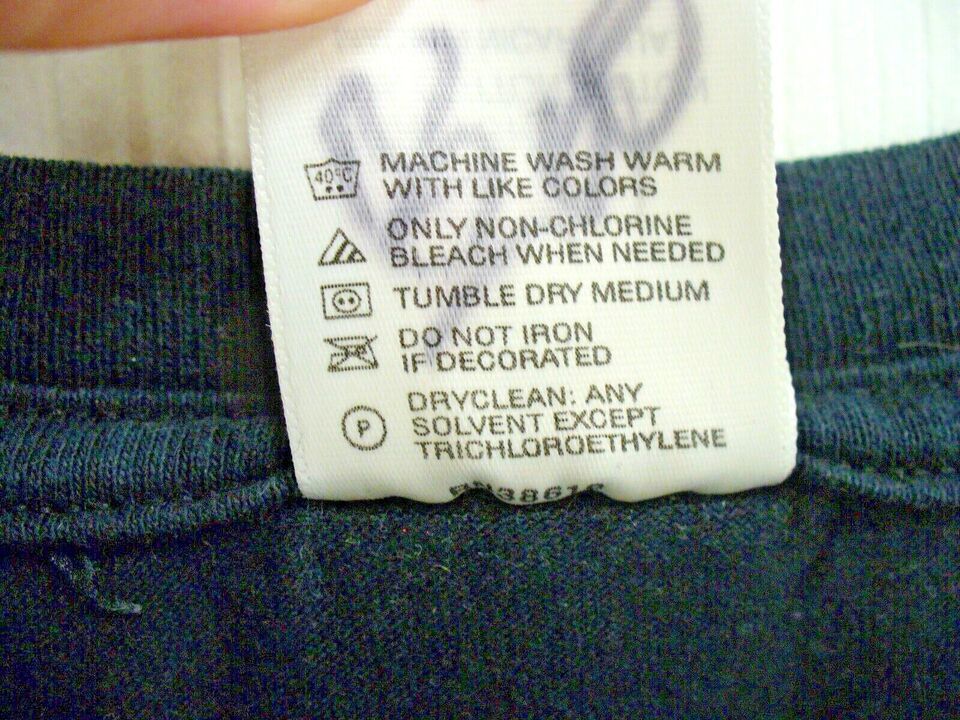 40°C
MACHINE WASH WARM
WITH LIKE COLORS
ONLY NON-CHLORINE
BLEACH WHEN NEEDED
TUMBLE DRY MEDIUM
DO NOT IRON
IF DECORATED
P
DRYCLEAN: ANY
SOLVENT EXCEPT
TRICHLOROETHYLENE